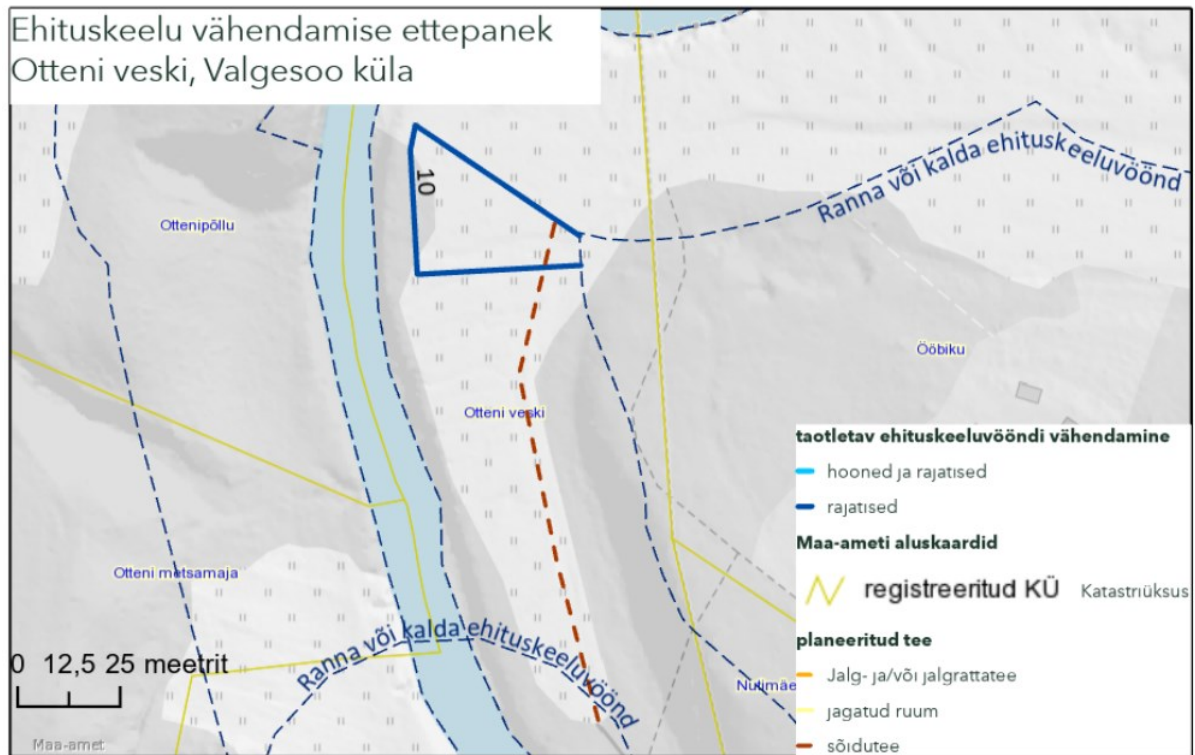 Ehituskeelu vähendamise ettepanek
Otteni veski, Valgesoo küla
10
Ranna või kalda ehituskeeluvöönd
Ottenipõllu
Ööbiku
Otteni veski
Otteni metsamaja
Ranna või kalda ehituskeeluvöönd
0 12,5 25 meetrit
Maa-amet
taotletav ehituskeeluvööndi vähendamine
hooned ja rajatised
rajatised
Maa-ameti aluskaardid
registreeritud KÜ Katastriüksus
planeeritud tee
Jalg- ja/või jalgrattatee
jagatud ruum
sõidutee